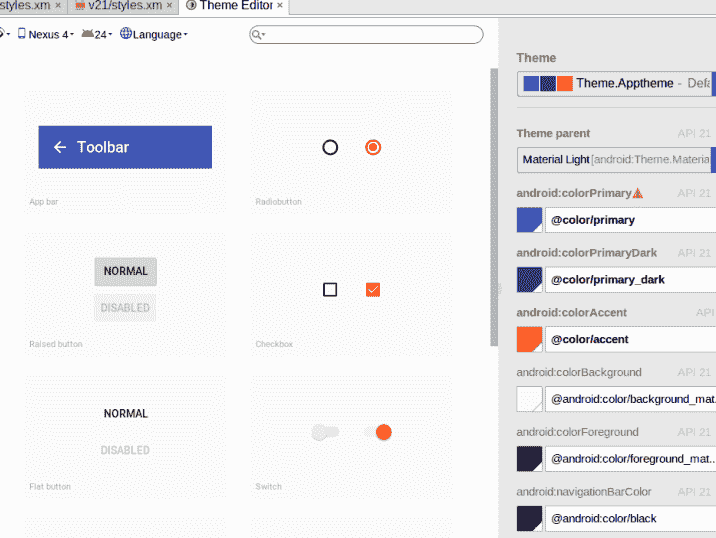 styles.xm × v21/styles.xm × Theme Editor ×
Nexus 4 24 Language
Theme
Theme.Apptheme - Defa
Theme parent API 21
Material Light [android:Theme.Materia
android:colorPrimary API 21
@color/primary
android:colorPrimaryDark API 21
@color/primary_dark
android:colorAccent API
@color/accent
android:colorBackground API 21
@android:color/background_mat..
android:colorForeground API 21
@android:color/foreground_mat...
android:navigationBarColor API 21
@android:color/black
Toolbar
App bar
Radiobutton
NORMAL
DISABLED
Raised button
Checkbox
NORMAL
DISABLED
Flat button
Switch